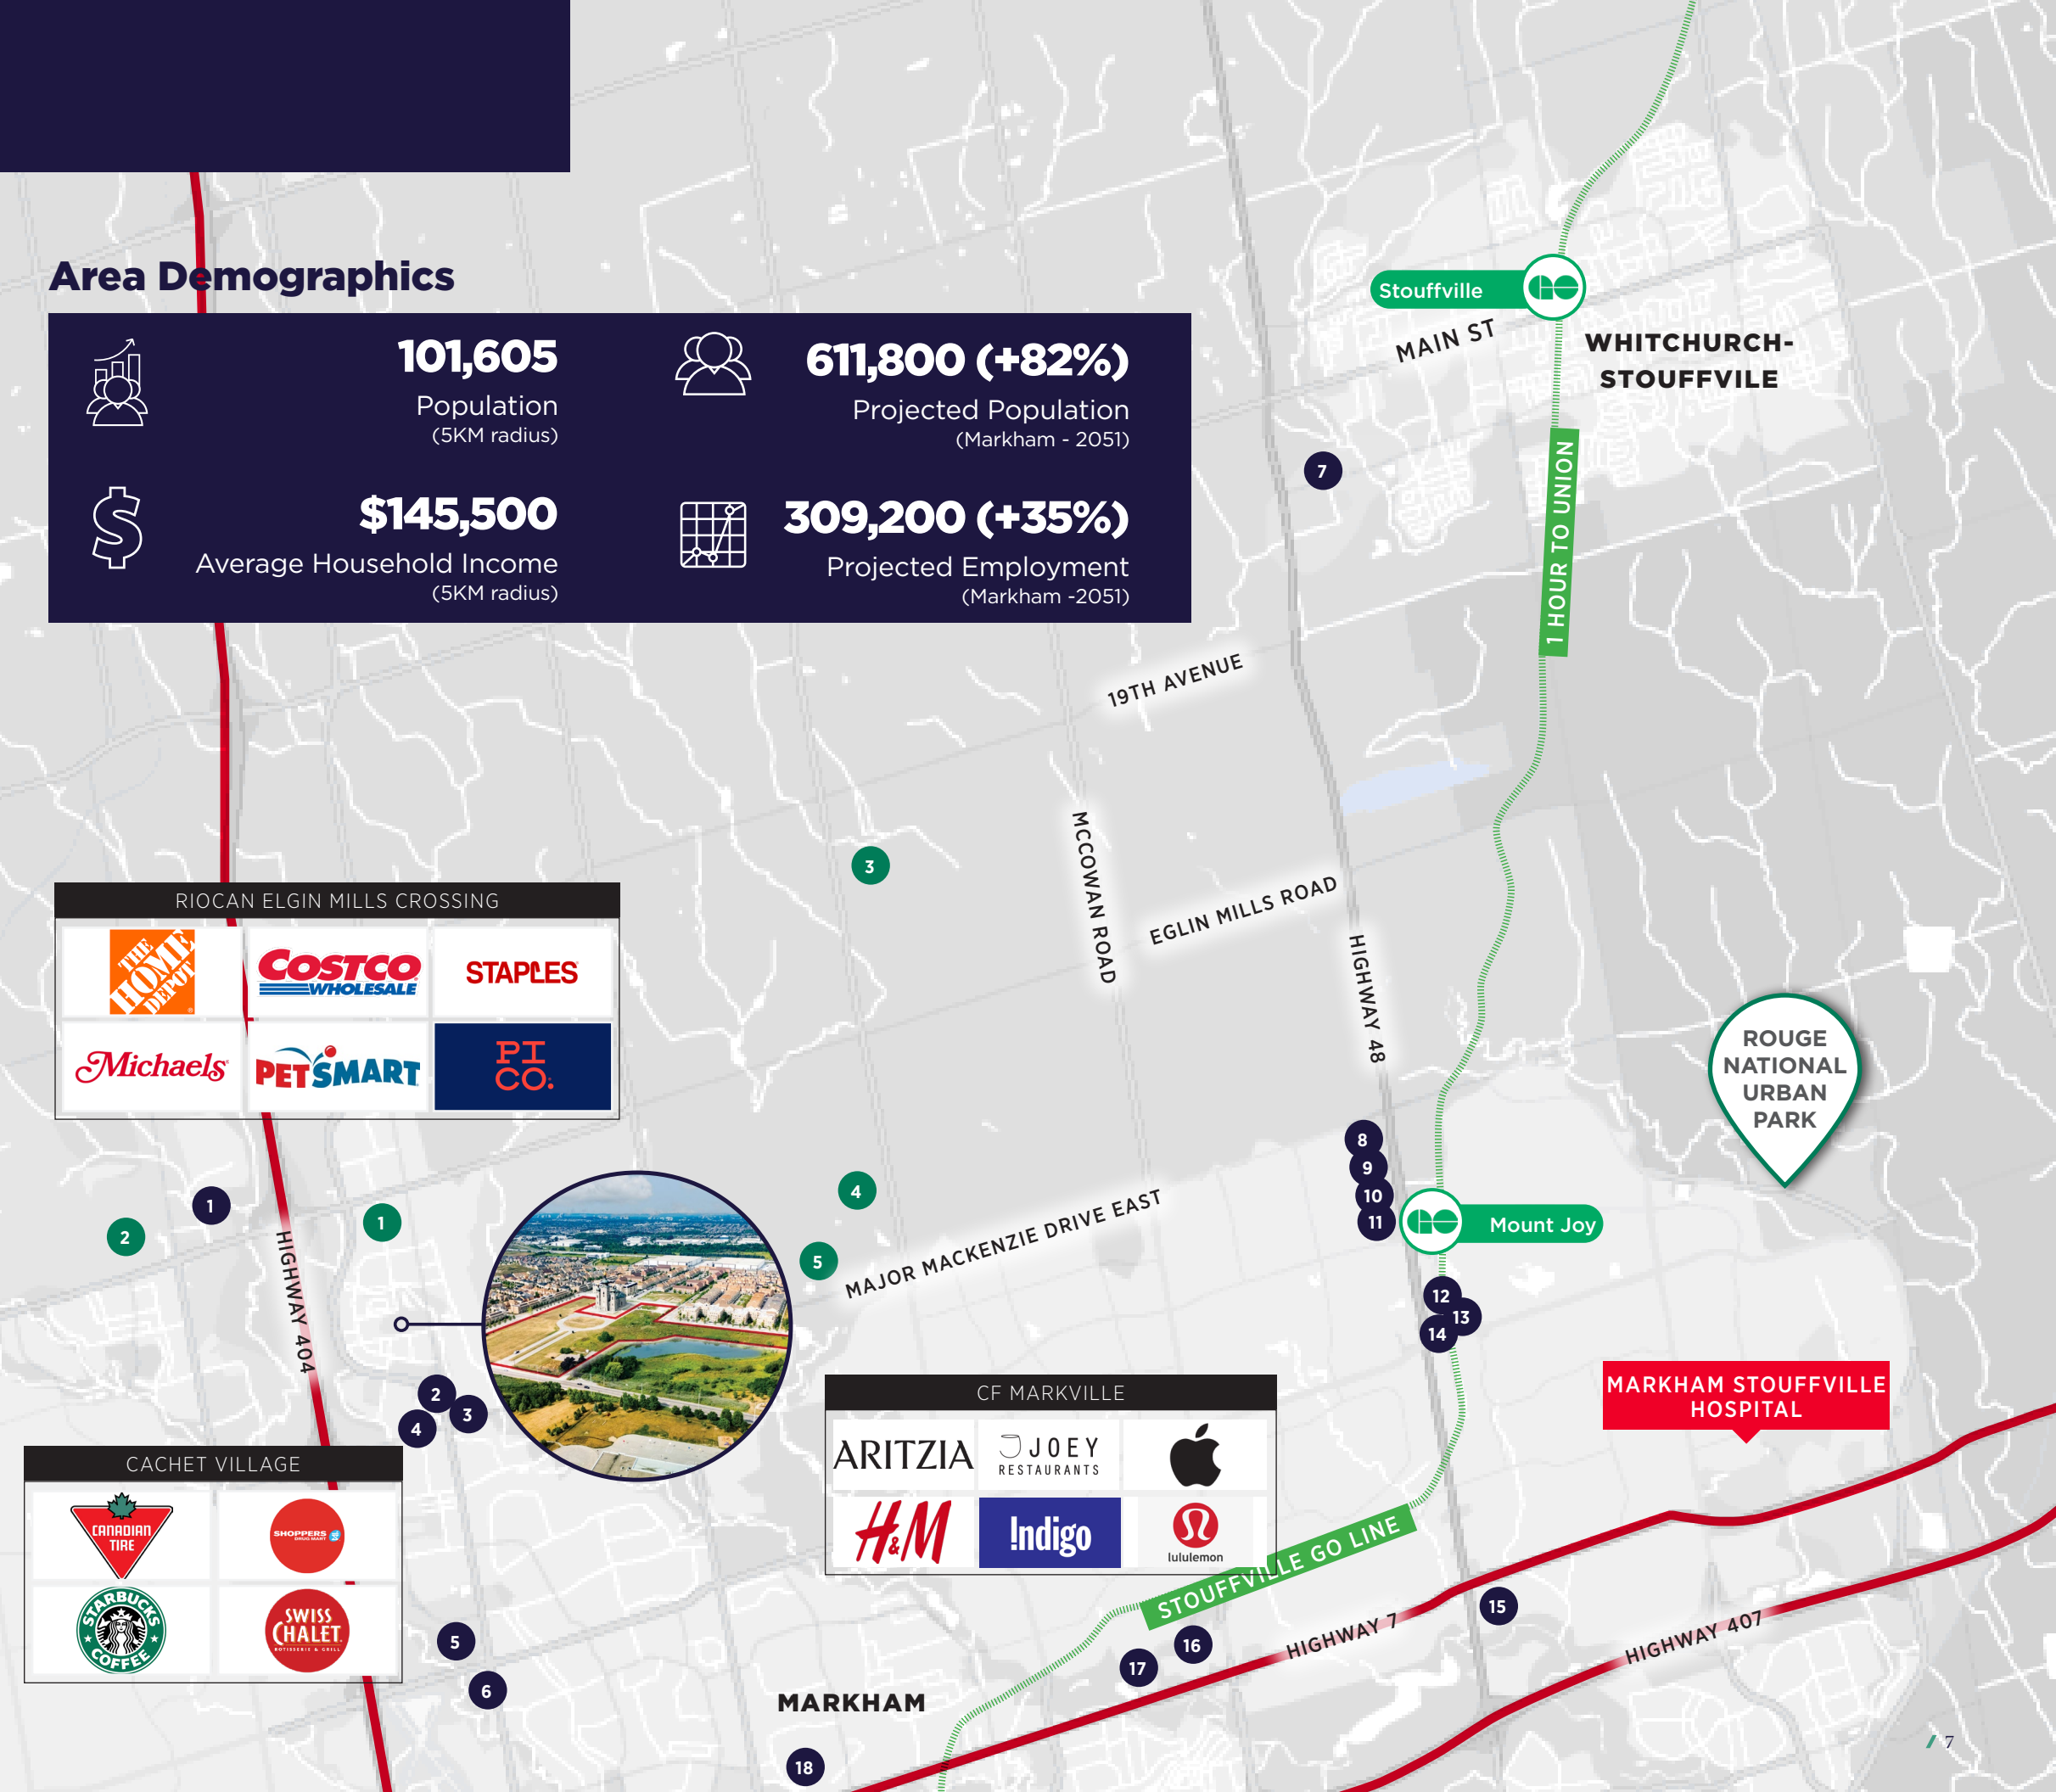 Area Demographics
101,605
Population
(5KM radius)
611,800 (+82%)
Projected Population
(Markham - 2051)
$145,500
Average Household Income
(5KM radius)
309,200 (+35%)
Projected Employment
(Markham -2051)
Stouffville
MAIN ST
WHITCHURCH-
STOUFFVILE
7
1 HOUR TO UNION
19TH AVENUE
3
MCCOWAN ROAD
EGLIN MILLS ROAD
HIGHWAY 48
RIOCAN ELGIN MILLS CROSSING
THE HOME DEPOT
COSTCO WHOLESALE
STAPLES
Michaels
PETSMART
PI CO.
ROUGE
NATIONAL
URBAN
PARK
8
9
10
11
Mount Joy
1
2
1
4
5
MAJOR MACKENZIE DRIVE EAST
HIGHWAY 404
12
13
14
2
3
4
MARKHAM STOUFFVILLE
HOSPITAL
CF MARKVILLE
ARITZIA
JOEY
RESTAURANTS
H&M
!ndigo
lululemon
CACHET VILLAGE
CANADIAN
TIRE
SHOPPERS
DRUG MART
STARBUCKS
COFFEE
SWISS
CHALET
ROTISSERIE & GRILL
STOUFFVILLE GO LINE
HIGHWAY 7
HIGHWAY 407
15
16
17
5
6
MARKHAM
18
/ 7